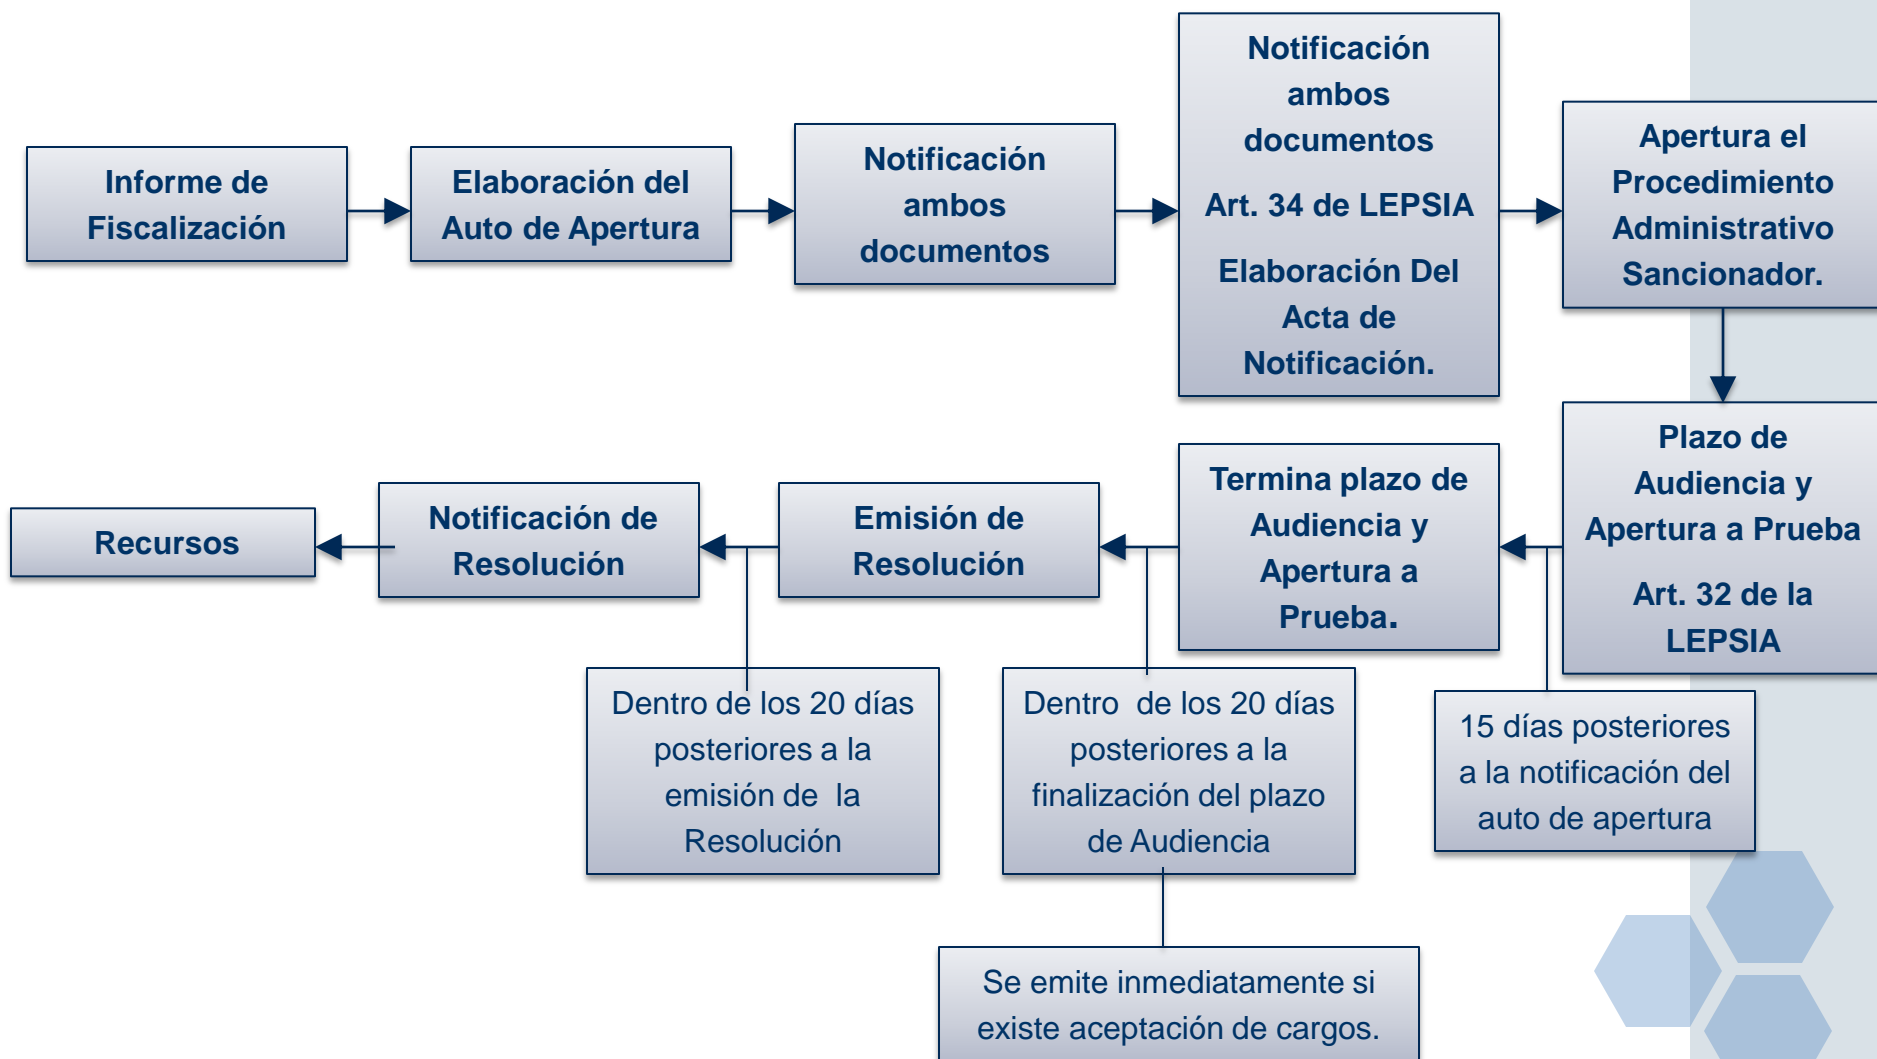 Informe de
Fiscalización
Elaboración del
Auto de Apertura
Notificación
ambos
documentos
Notificación
ambos
documentos
Art. 34 de LEPSIA
Elaboración Del
Acta de
Notificación.
Apertura el
Procedimiento
Administrativo
Sancionador.
Plazo de
Audiencia y
Apertura a Prueba
Art. 32 de la
LEPSIA
15 días posteriores
a la notificación del
auto de apertura
Termina plazo de
Audiencia y
Apertura a
Prueba.
Dentro de los 20 días
posteriores a la
finalización del plazo
de Audiencia
Se emite inmediatamente si
existe aceptación de cargos.
Emisión de
Resolución
Dentro de los 20 días
posteriores a la
emisión de la
Resolución
Notificación de
Resolución
Recursos